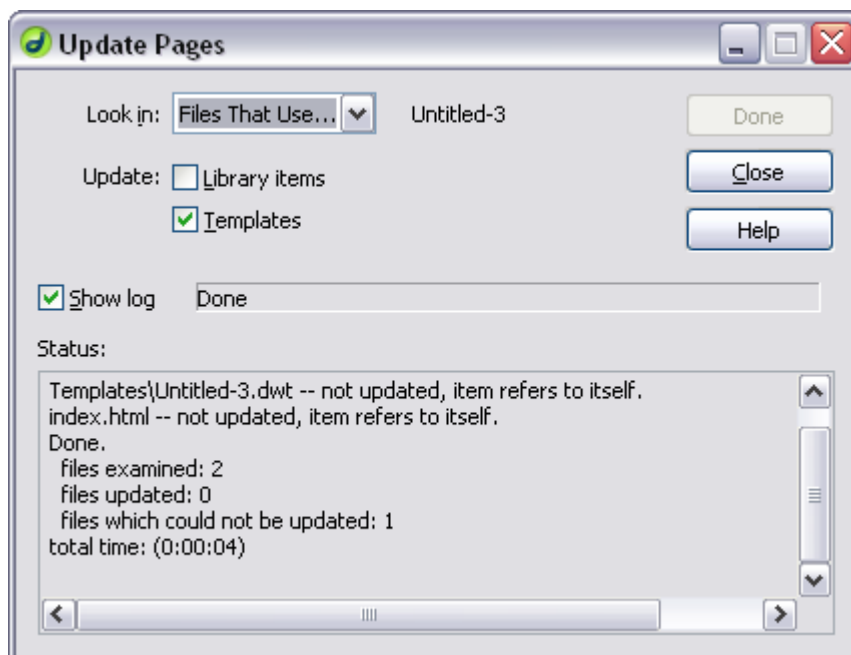 Update Pages
Look in: Files That Use... Untitled-3 Done
Update: Library items Close
Templates Help
Show log Done
Status:
Templates\Untitled-3.dwt -- not updated, item refers to itself.
index.html -- not updated, item refers to itself.
Done.
files examined: 2
files updated: 0
files which could not be updated: 1
total time: (0:00:04)